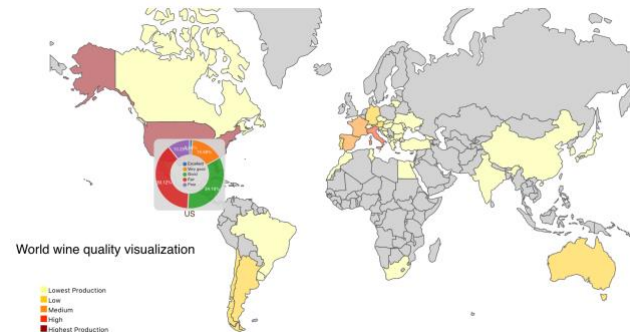 Excellent
Very good
Good
Fair
Poor
US
World wine quality visualization
Lowest Production
Low
Medium
High
Highest Production